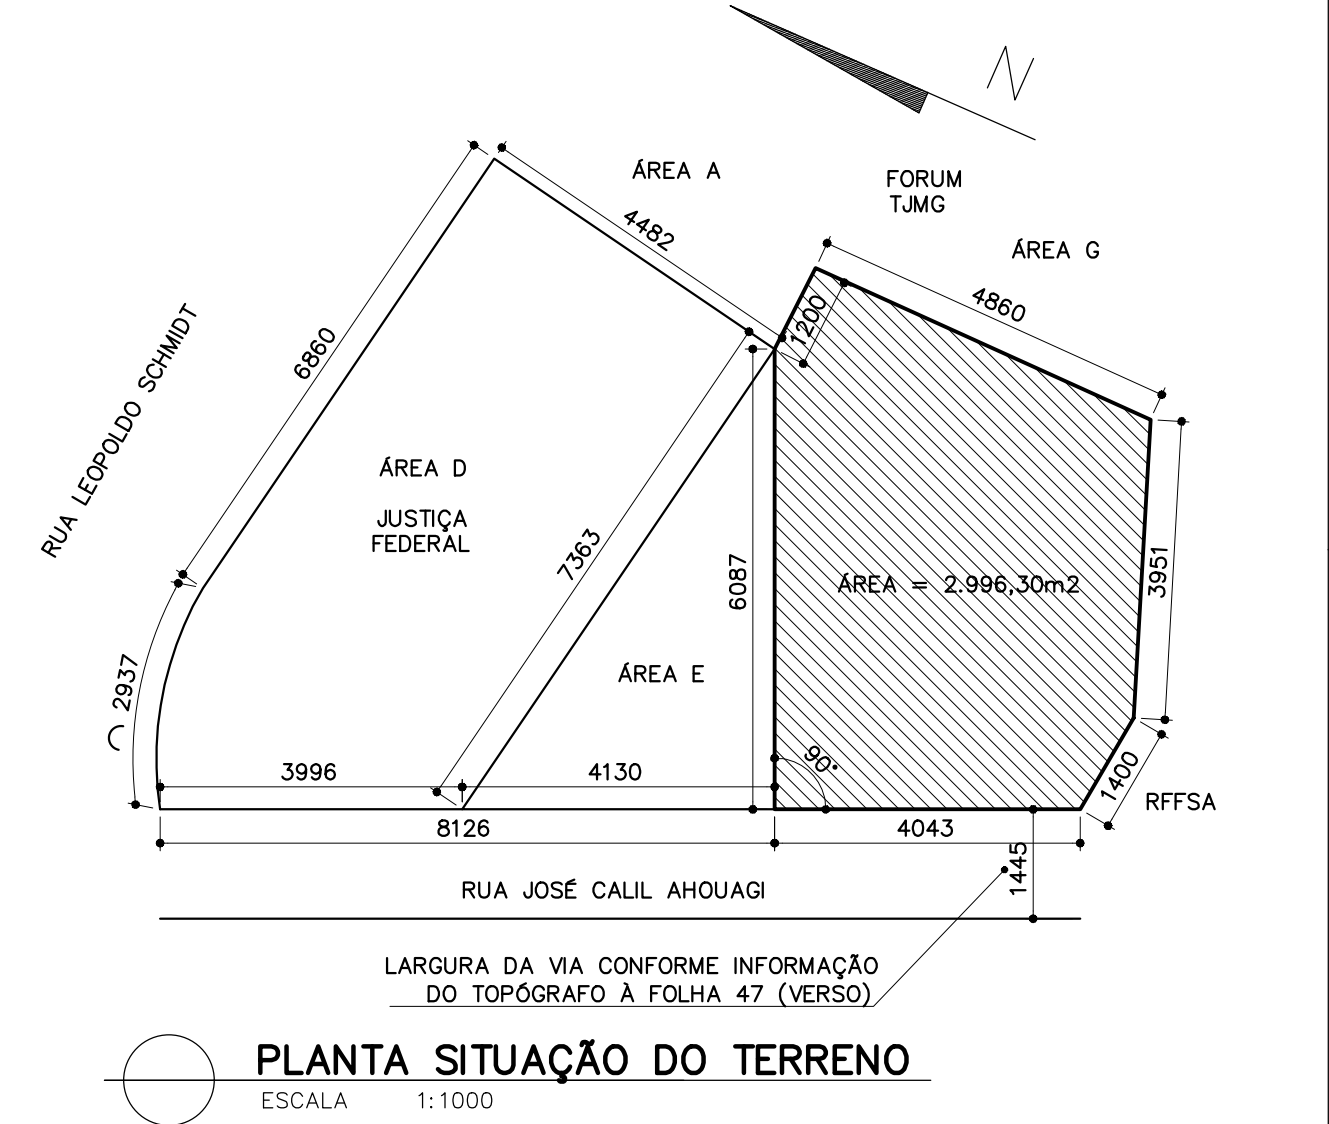 N
ÁREA A
FORUM
TJMG
4482
ÁREA G
4860
1200
6860
RUA LEOPOLDO SCHMIDT
ÁREA D
JUSTIÇA
FEDERAL
7363
6087
ÁREA = 2.996,30m2
3951
2937
ÁREA E
90°
3996
4130
1400
RFFSA
8126
4043
1445
RUA JOSÉ CALIL AHOUAGI
LARGURA DA VIA CONFORME INFORMAÇÃO
DO TOPÓGRAFO À FOLHA 47 (VERSO)
PLANTA SITUAÇÃO DO TERRENO
ESCALA 1:1000